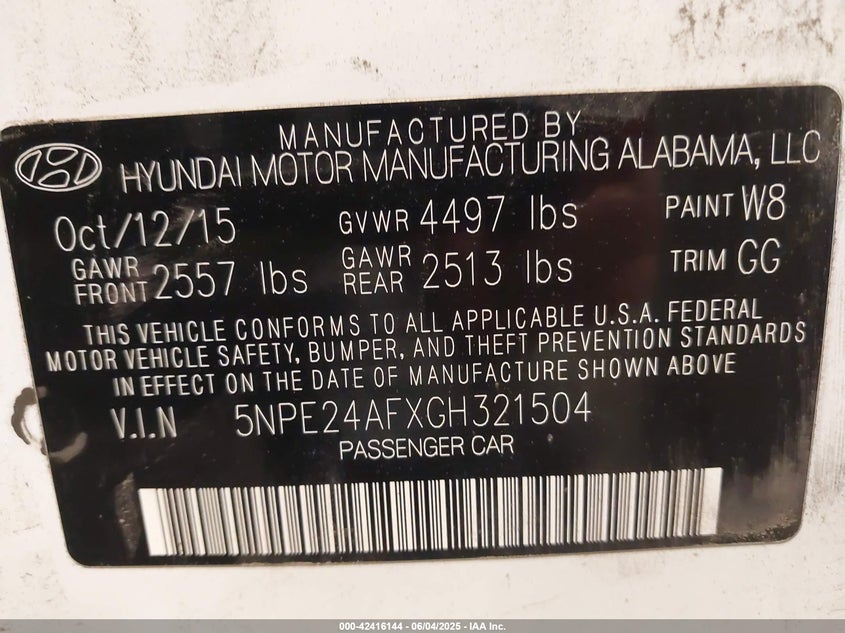 MANUFACTURED BY
HYUNDAI MOTOR MANUFACTURING ALABAMA, LLC
Oct/12/15 GVWR 4497 lbs PAINT W8
GAWR FRONT 2557 lbs GAWR REAR 2513 lbs TRIM GG
THIS VEHICLE CONFORMS TO ALL APPLICABLE U.S.A. FEDERAL
MOTOR VEHICLE SAFETY, BUMPER, AND THEFT PREVENTION STANDARDS
IN EFFECT ON THE DATE OF MANUFACTURE SHOWN ABOVE
V.I.N 5NPE24AFXGH321504
PASSENGER CAR
000-42416144 - 06/04/2025 - IAA Inc.